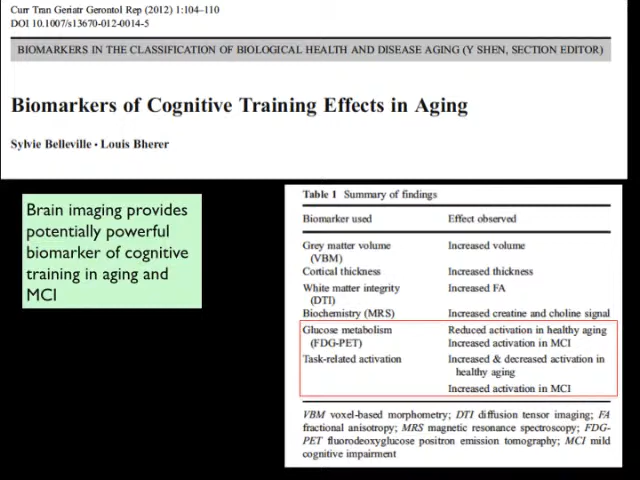 Curr Tran Geriatr Gerontol Rep (2012) 1:104–110
DOI 10.1007/s13670-012-0014-5
BIOMARKERS IN THE CLASSIFICATION OF BIOLOGICAL HEALTH AND DISEASE AGING (Y SHEN, SECTION EDITOR)
Biomarkers of Cognitive Training Effects in Aging
Sylvie Belleville • Louis Bherer
Brain imaging provides
potentially powerful
biomarker of cognitive
training in aging and
MCI
Table 1 Summary of findings
Biomarker used Effect observed
Grey matter volume Increased volume
(VBM)
Cortical thickness Increased thickness
White matter integrity Increased FA
(DTI)
Biochemistry (MRS) Increased creatine and choline signal
Glucose metabolism Reduced activation in healthy aging
(FDG-PET) Increased activation in MCI
Task-related activation Increased & decreased activation in
healthy aging
Increased activation in MCI
VBM voxel-based morphometry; DTI diffusion tensor imaging; FA
fractional anisotropy; MRS magnetic resonance spectroscopy; FDG-
PET fluorodeoxyglucose positron emission tomography; MCI mild
cognitive impairment